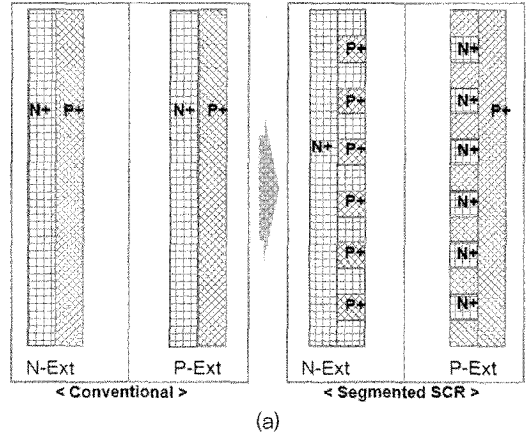 N+ P+ N+ P+
N-Ext P-Ext
< Conventional >
P+ N+
P+ N+
P+
N+ P+ N+
P+ N+
P+ N+
P+ N+
N-Ext P-Ext
< Segmented SCR >
(a)